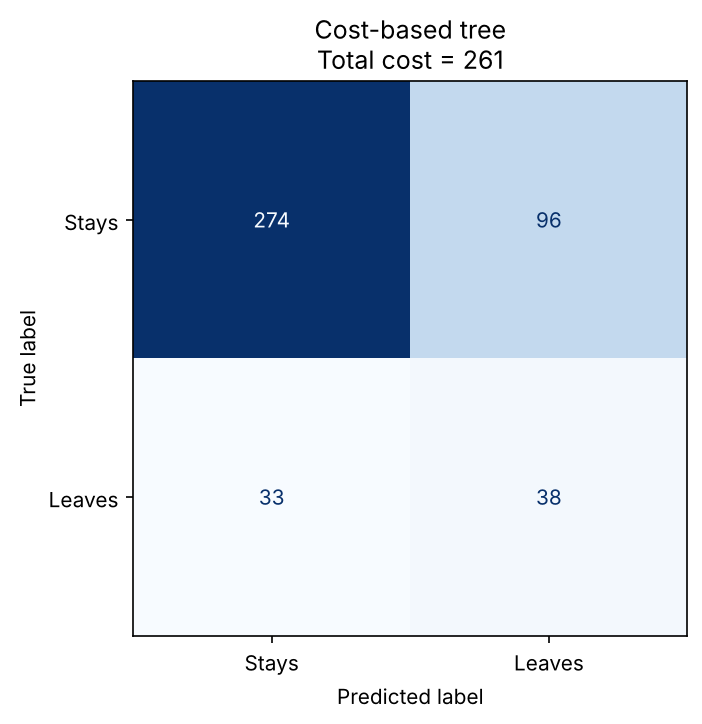 Cost-based tree
Total cost = 261
Stays
274
96
True label
Leaves
33
38
Stays
Leaves
Predicted label